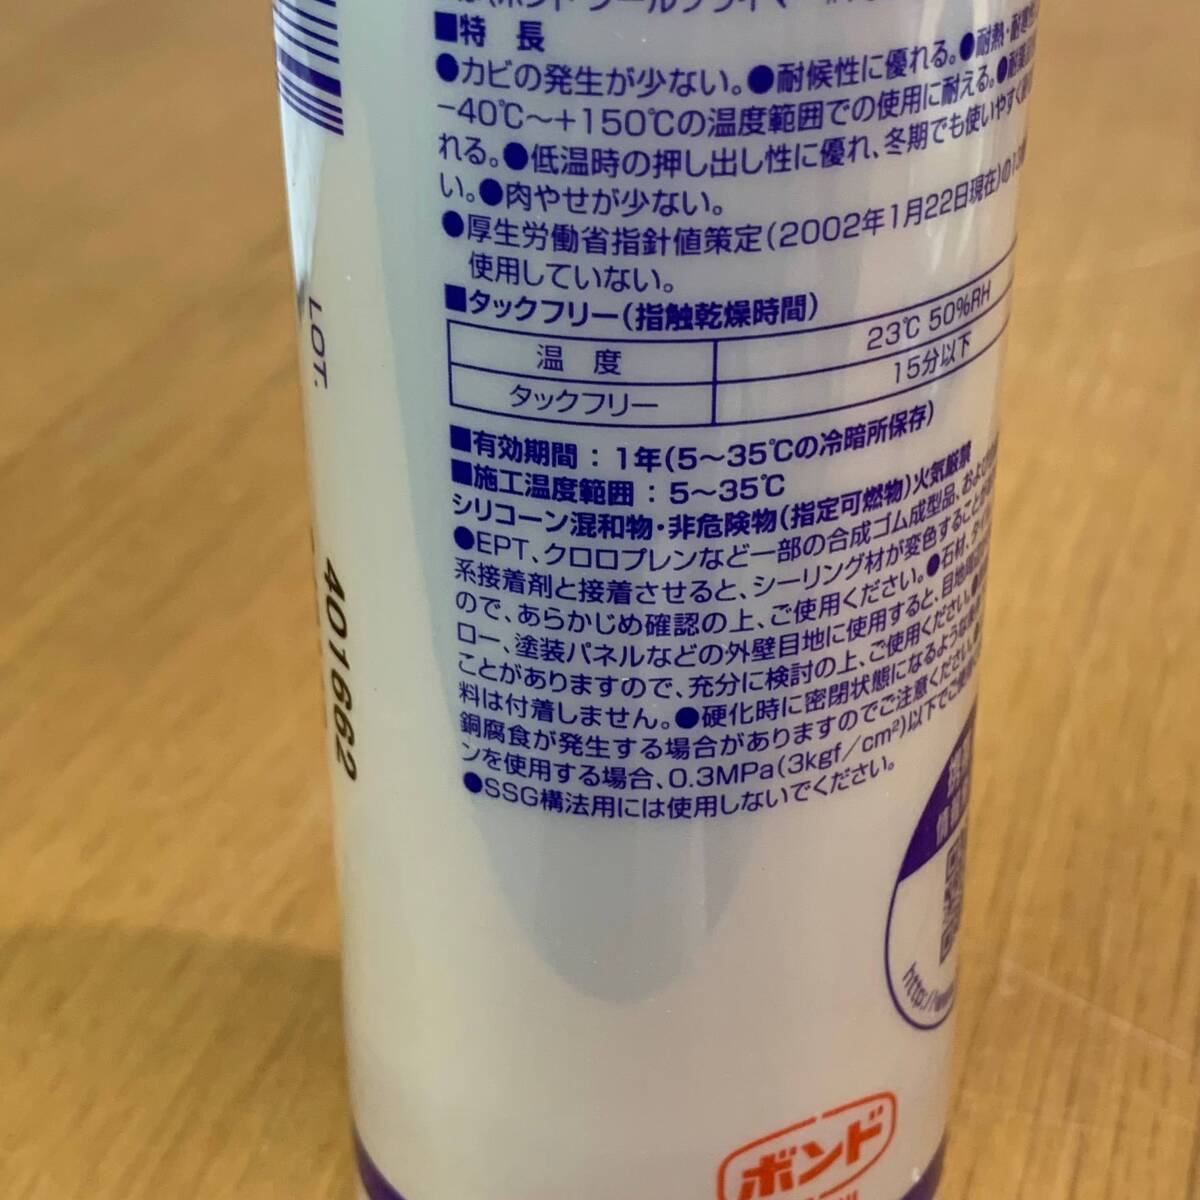 ■特 長
●カビの発生が少ない。●耐候性に優れる。●耐熱・耐寒
-40℃〜+150℃の温度範囲での使用に耐える。●耐
れる。●低温時の押し出し性に優れ、冬期でも使いやす
い。●肉やせが少ない。
●厚生労働省指針値策定(2002年1月22日現在)の13
使用していない。
■タックフリー(指触乾燥時間)
温 度 23℃ 50%RH
タックフリー 15分以下
■有効期間：1年(5〜35℃の冷暗所保存)
■施工温度範囲：5〜35℃
シリコーン混和物・非危険物(指定可燃物)火気厳禁
●EPT、クロロプレンなど一部の合成ゴム成型品、および
系接着剤と接着させると、シーリング材が変色することが
ので、あらかじめ確認の上、ご使用ください。●石材、タイ
ロー、塗装パネルなどの外壁目地に使用すると、目地周辺
ことがありますので、充分に検討の上、ご使用ください。
料は付着しません。●硬化時に密閉状態になるような
銅腐食が発生する場合がありますのでご注意ください。
ンを使用する場合、0.3MPa(3kgf/cm²)以下でご使用
●SSG構法用には使用しないでください。
LOT.
401662
http://
ボンド